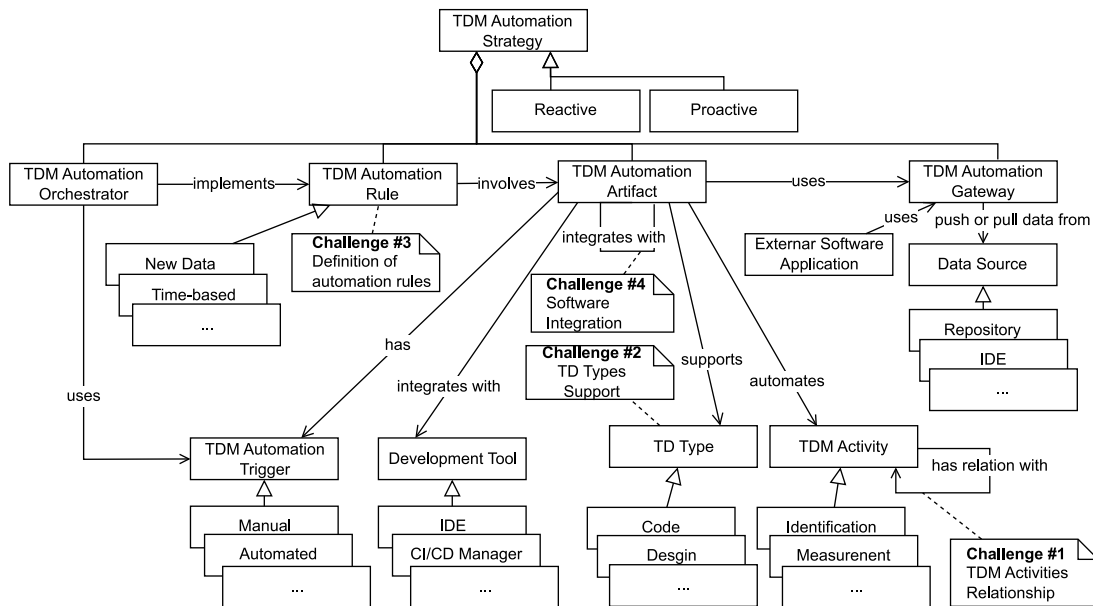 TDM Automation
Strategy
Reactive
Proactive
TDM Automation
Orchestrator
implements
TDM Automation
Rule
involves
TDM Automation
Artifact
uses
TDM Automation
Gateway
integrates with
uses
push or pull data from
New Data
Time-based
...
Challenge #3
Definition of
automation rules
Externar Software
Application
Data Source
Challenge #4
Software
Integration
Repository
IDE
...
has
Challenge #2
TD Types
Support
supports
integrates with
automates
uses
TDM Automation
Trigger
Development Tool
TD Type
TDM Activity
has relation with
Manual
Automated
...
IDE
CI/CD Manager
...
Code
Desgin
...
Identification
Measurenent
...
Challenge #1
TDM Activities
Relationship